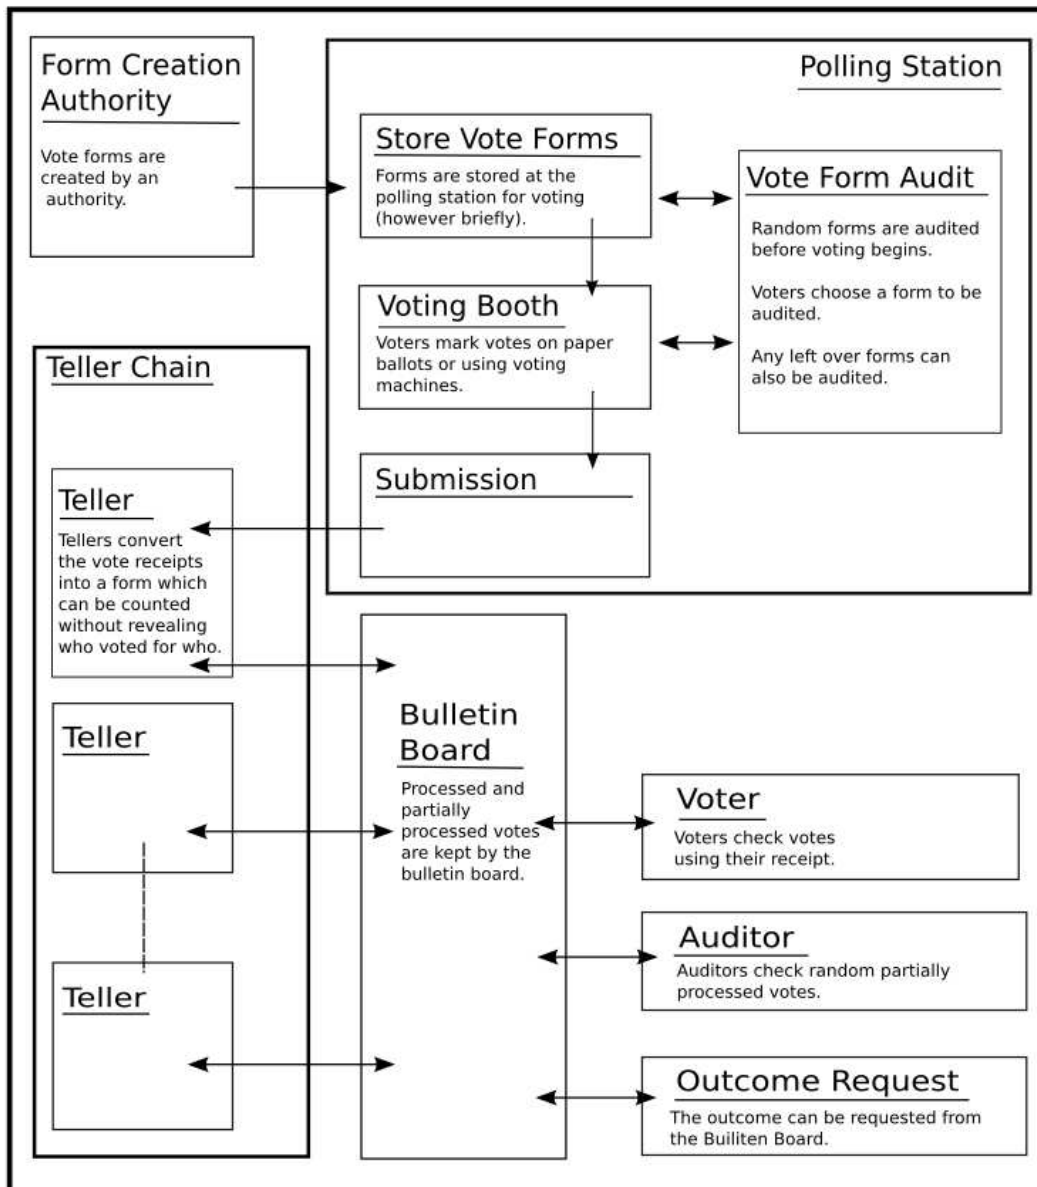 Form Creation
Authority
Vote forms are
created by an
authority.
Polling Station
Store Vote Forms
Forms are stored at the
polling station for voting
(however briefly).
Vote Form Audit
Random forms are audited
before voting begins.
Voters choose a form to be
audited.
Any left over forms can
also be audited.
Voting Booth
Voters mark votes on paper
ballots or using voting
machines.
Submission
Teller Chain
Teller
Tellers convert
the vote receipts
into a form which
can be counted
without revealing
who voted for who.
Teller
Teller
Bulletin
Board
Processed and
partially
processed votes
are kept by the
bulletin board.
Voter
Voters check votes
using their receipt.
Auditor
Auditors check random partially
processed votes.
Outcome Request
The outcome can be requested from
the Builiten Board.